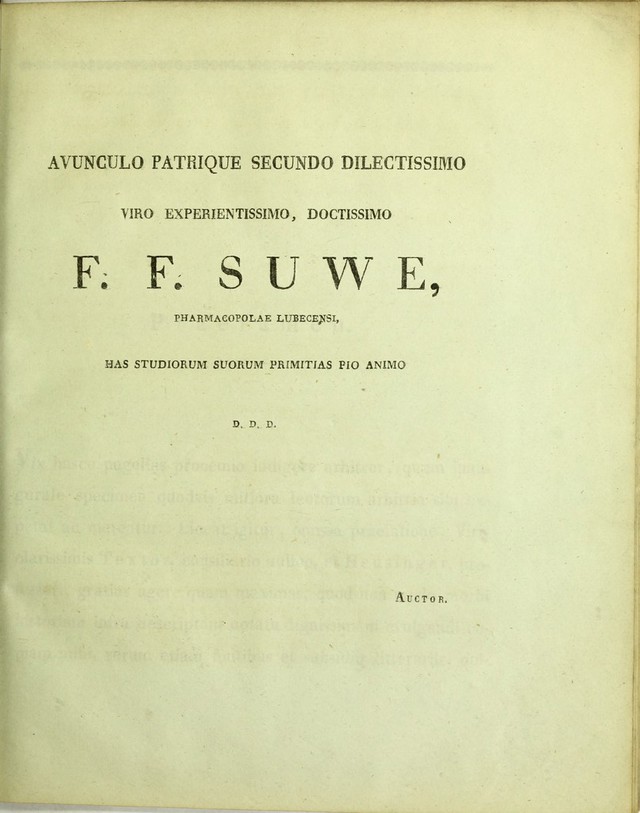 AVUNCULO PATRIQUE SECUNDO DILECTISSIMO
VIRO EXPERIENTISSIMO, DOCTISSIMO
F. F. SUWE,
PHARMACOPOLAE LUBECENSI,
HAS STUDIORUM SUORUM PRIMITIAS PIO ANIMO
D. D. D.
AUCTOR.